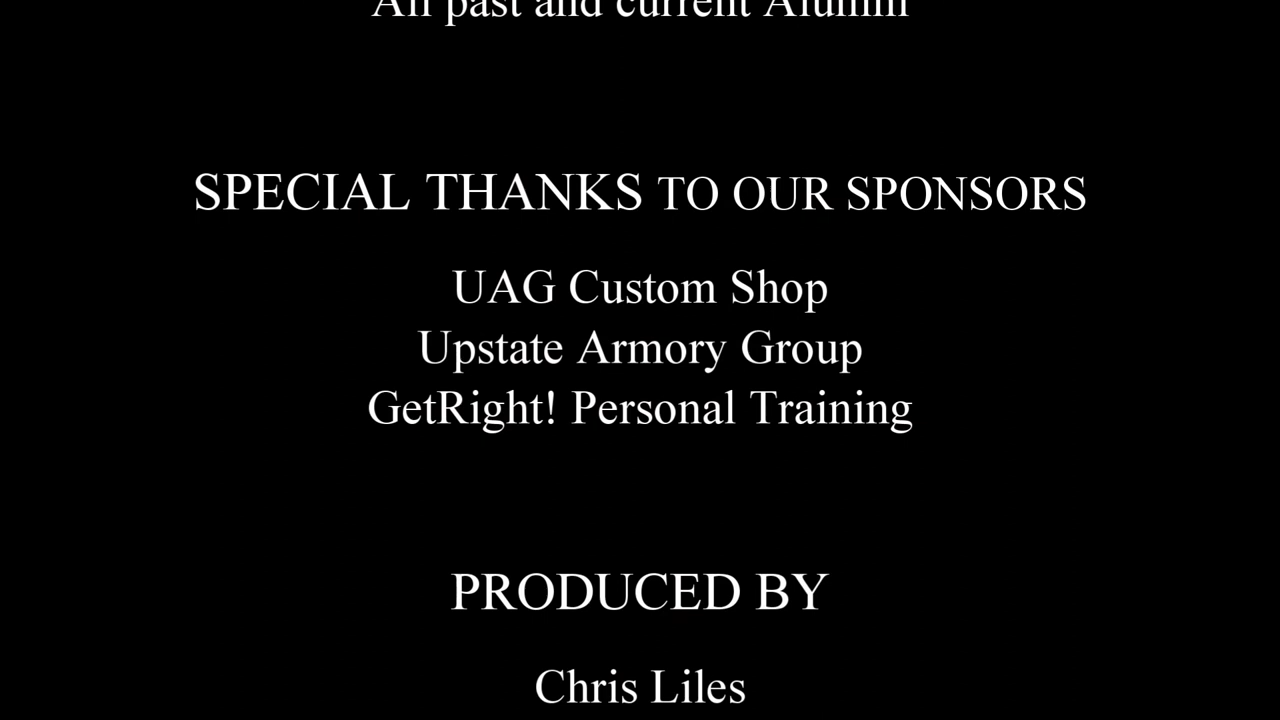 All past and current Alumni
SPECIAL THANKS TO OUR SPONSORS
UAG Custom Shop
Upstate Armory Group
GetRight! Personal Training
PRODUCED BY
Chris Liles